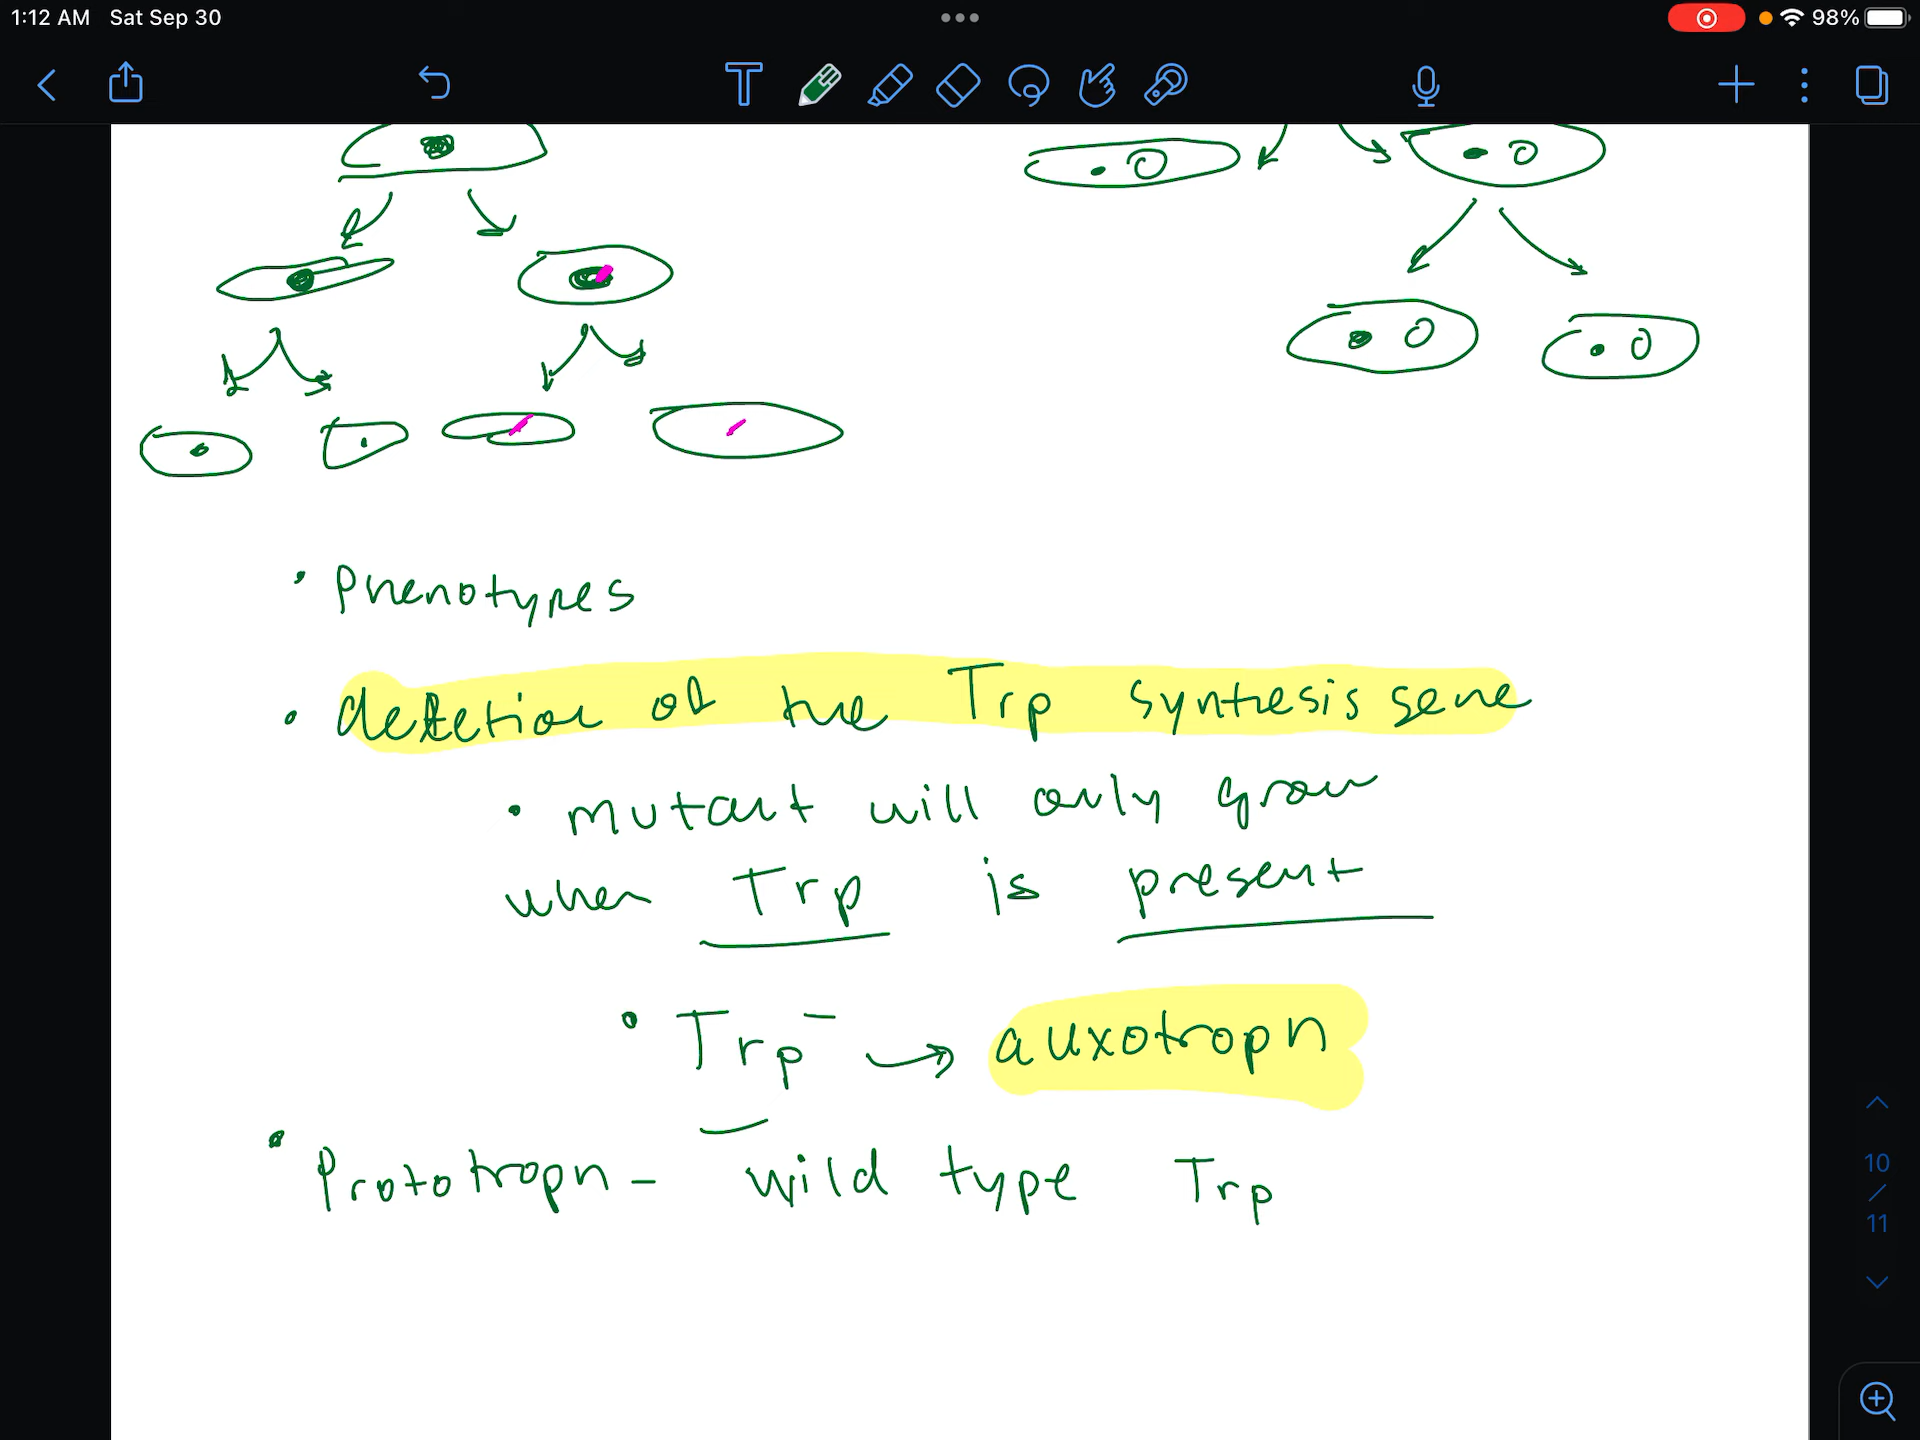 1:12 AM Sat Sep 30
98%
• Phenotypes
• deletion of the Trp synthesis gene
• mutant will only grow
when Trp is present
• Trp⁻ → auxotroph
• Prototroph - wild type Trp
10
/
11